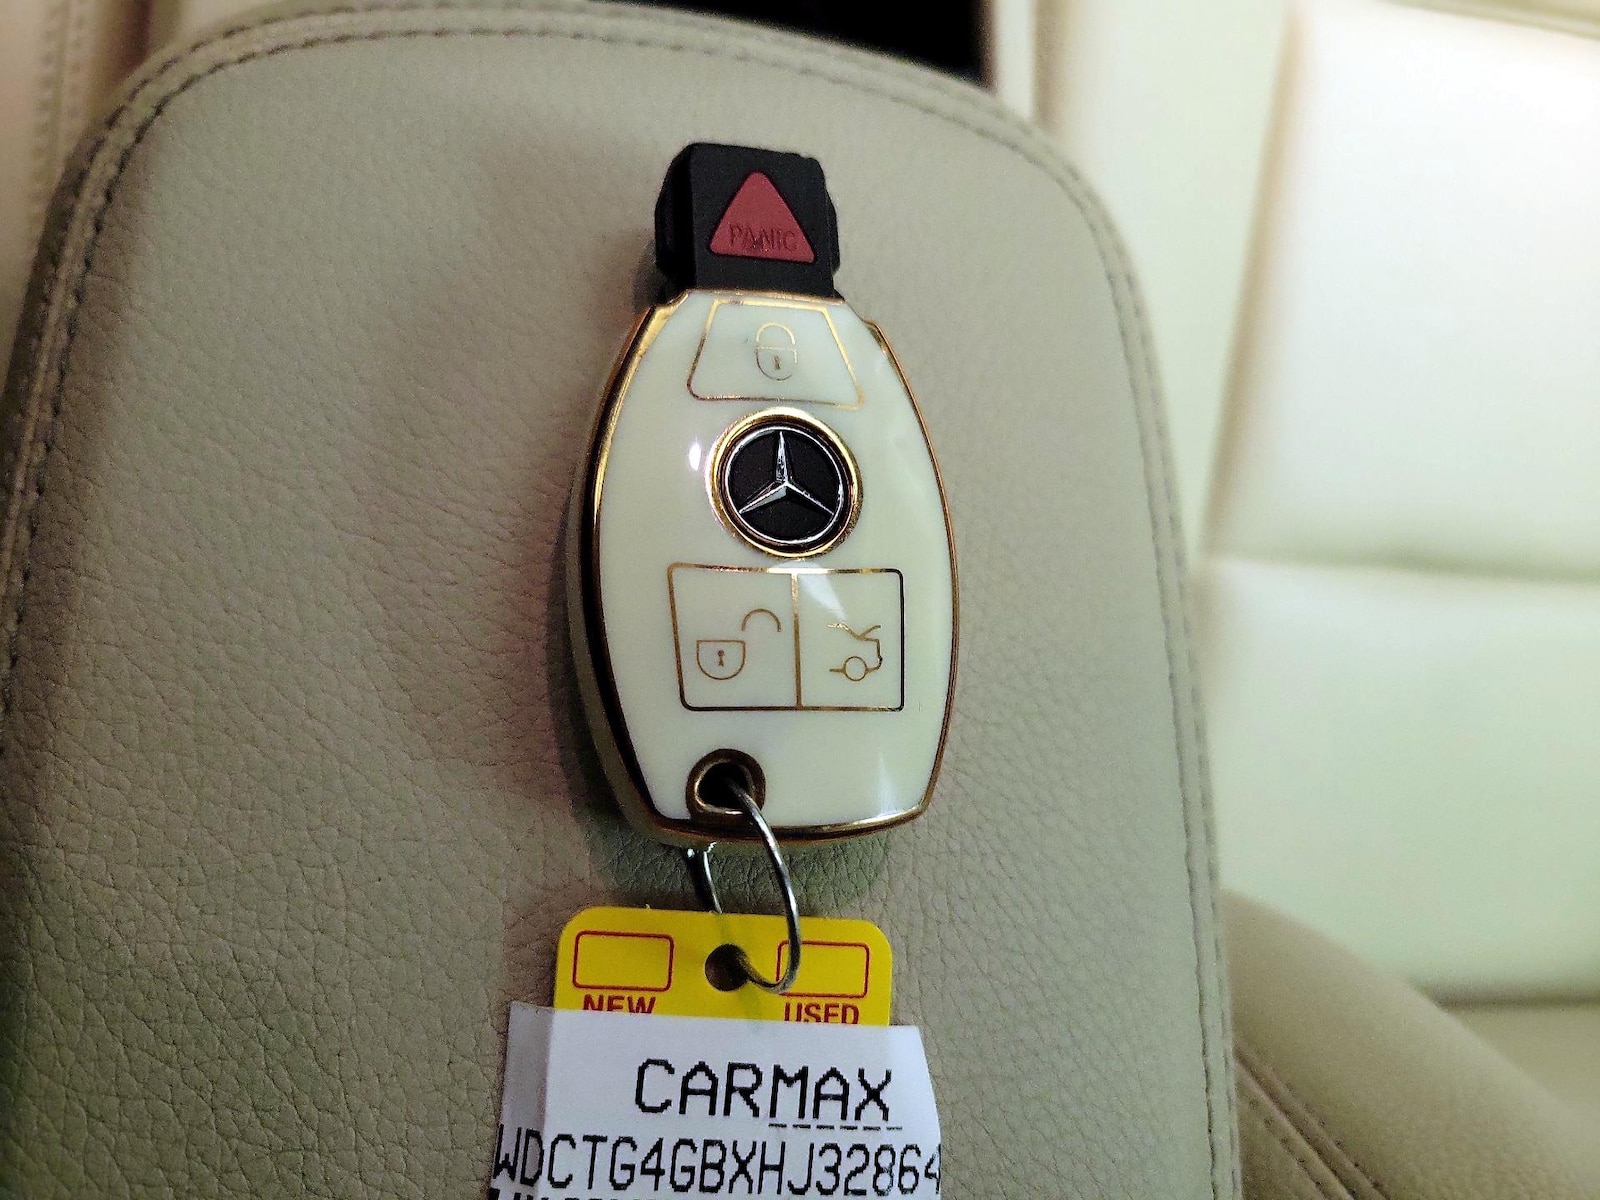 PANIC
NEW USED
CARMAX
WDCTG4GBXHJ32864